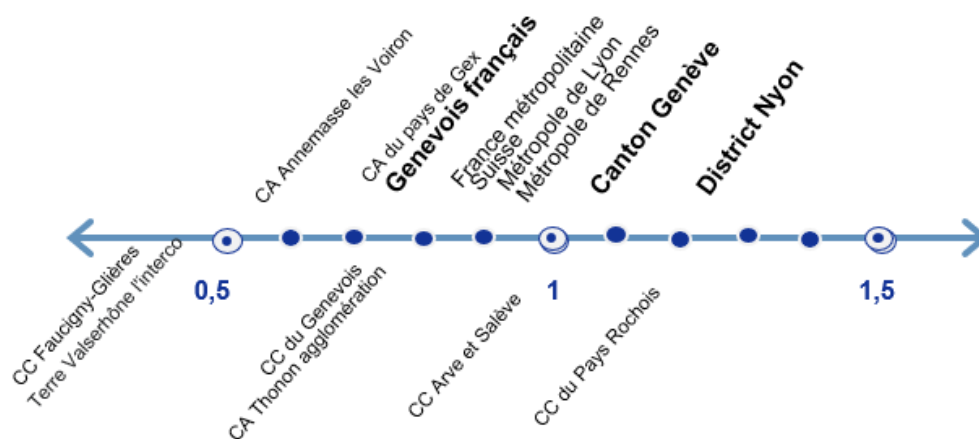 CA Annemasse les Voiron
CA du pays de Gex
Genevois français
France métropolitaine
Suisse
Métropole de Lyon
Métropole de Rennes
Canton Genève
District Nyon
0,5
1
1,5
CC Faucigny-Glières
Terre Valserhône l'interco
CC du Genevois
CA Thonon agglomération
CC Arve et Salève
CC du Pays Rochois